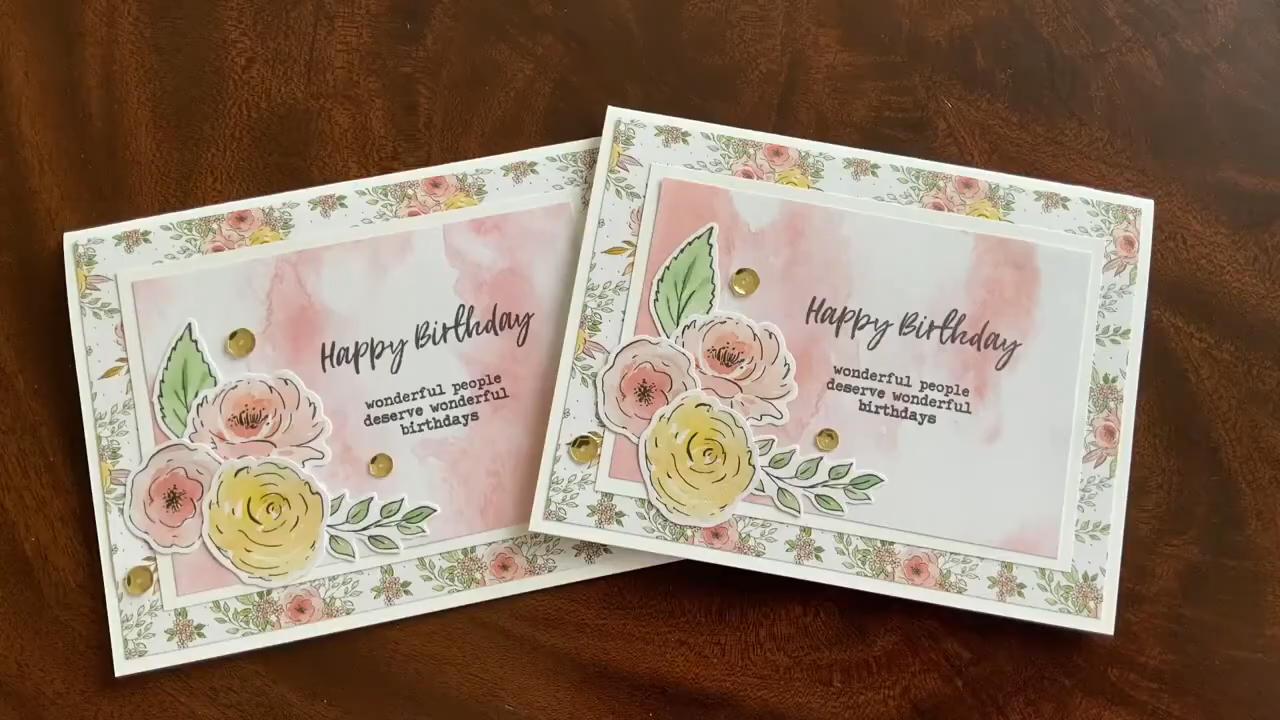 Happy Birthday
wonderful people
deserve wonderful
birthdays
Happy Birthday
wonderful people
deserve wonderful
birthdays